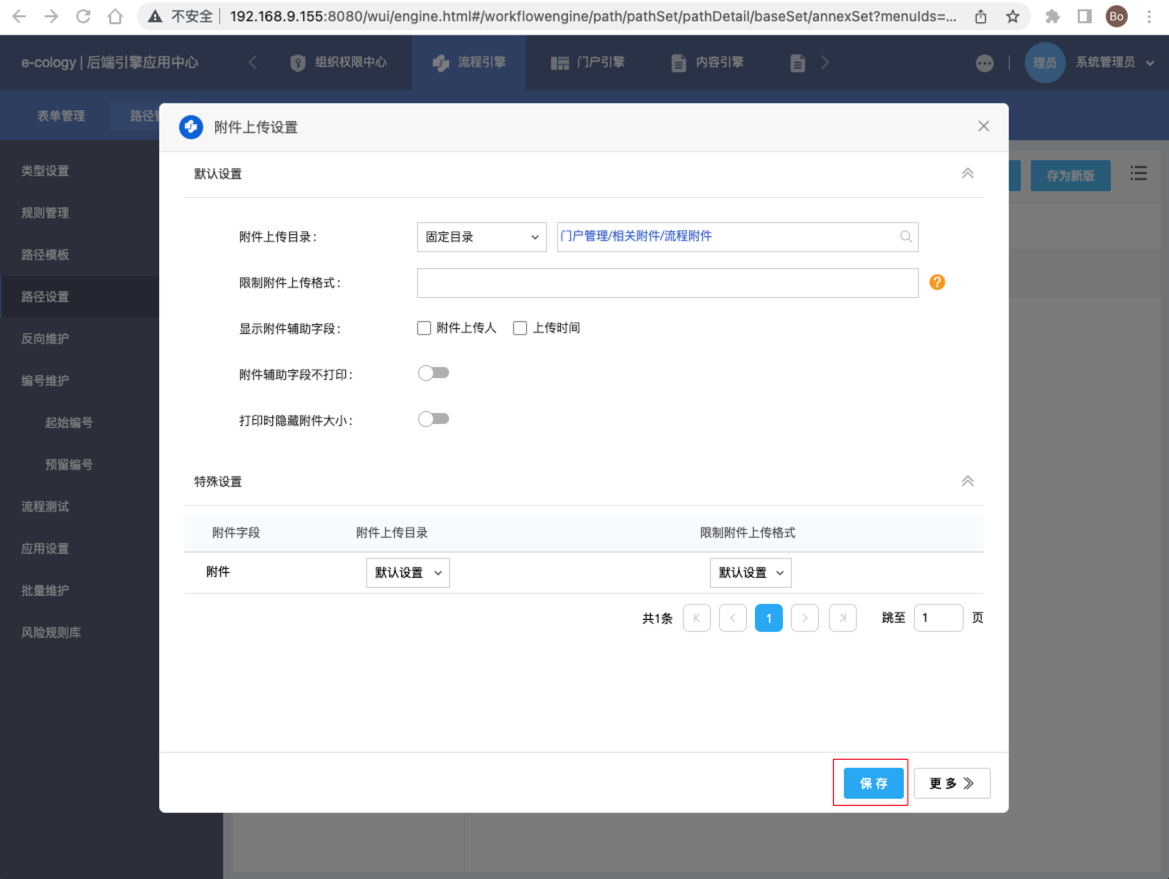 不安全 192.168.9.155:8080/wui/engine.html#/workflowengine/path/pathSet/pathDetail/baseSet/annexSet?menuIds=... Bo
e-cology | 后端引擎应用中心 组织权限中心 流程引擎 门户引擎 内容引擎 理员 系统管理员
表单管理 路径
附件上传设置
类型设置
规则管理
路径模板
路径设置
反向维护
编号维护
起始编号
预留编号
流程测试
应用设置
批量维护
风险规则库
存为新版
默认设置
附件上传目录: 固定目录 门户管理/相关附件/流程附件
限制附件上传格式: ?
显示附件辅助字段: 附件上传人 上传时间
附件辅助字段不打印:
打印时隐藏附件大小:
特殊设置
附件字段 附件上传目录 限制附件上传格式
附件 默认设置 默认设置
共1条 1 跳至 1 页
保存 更多